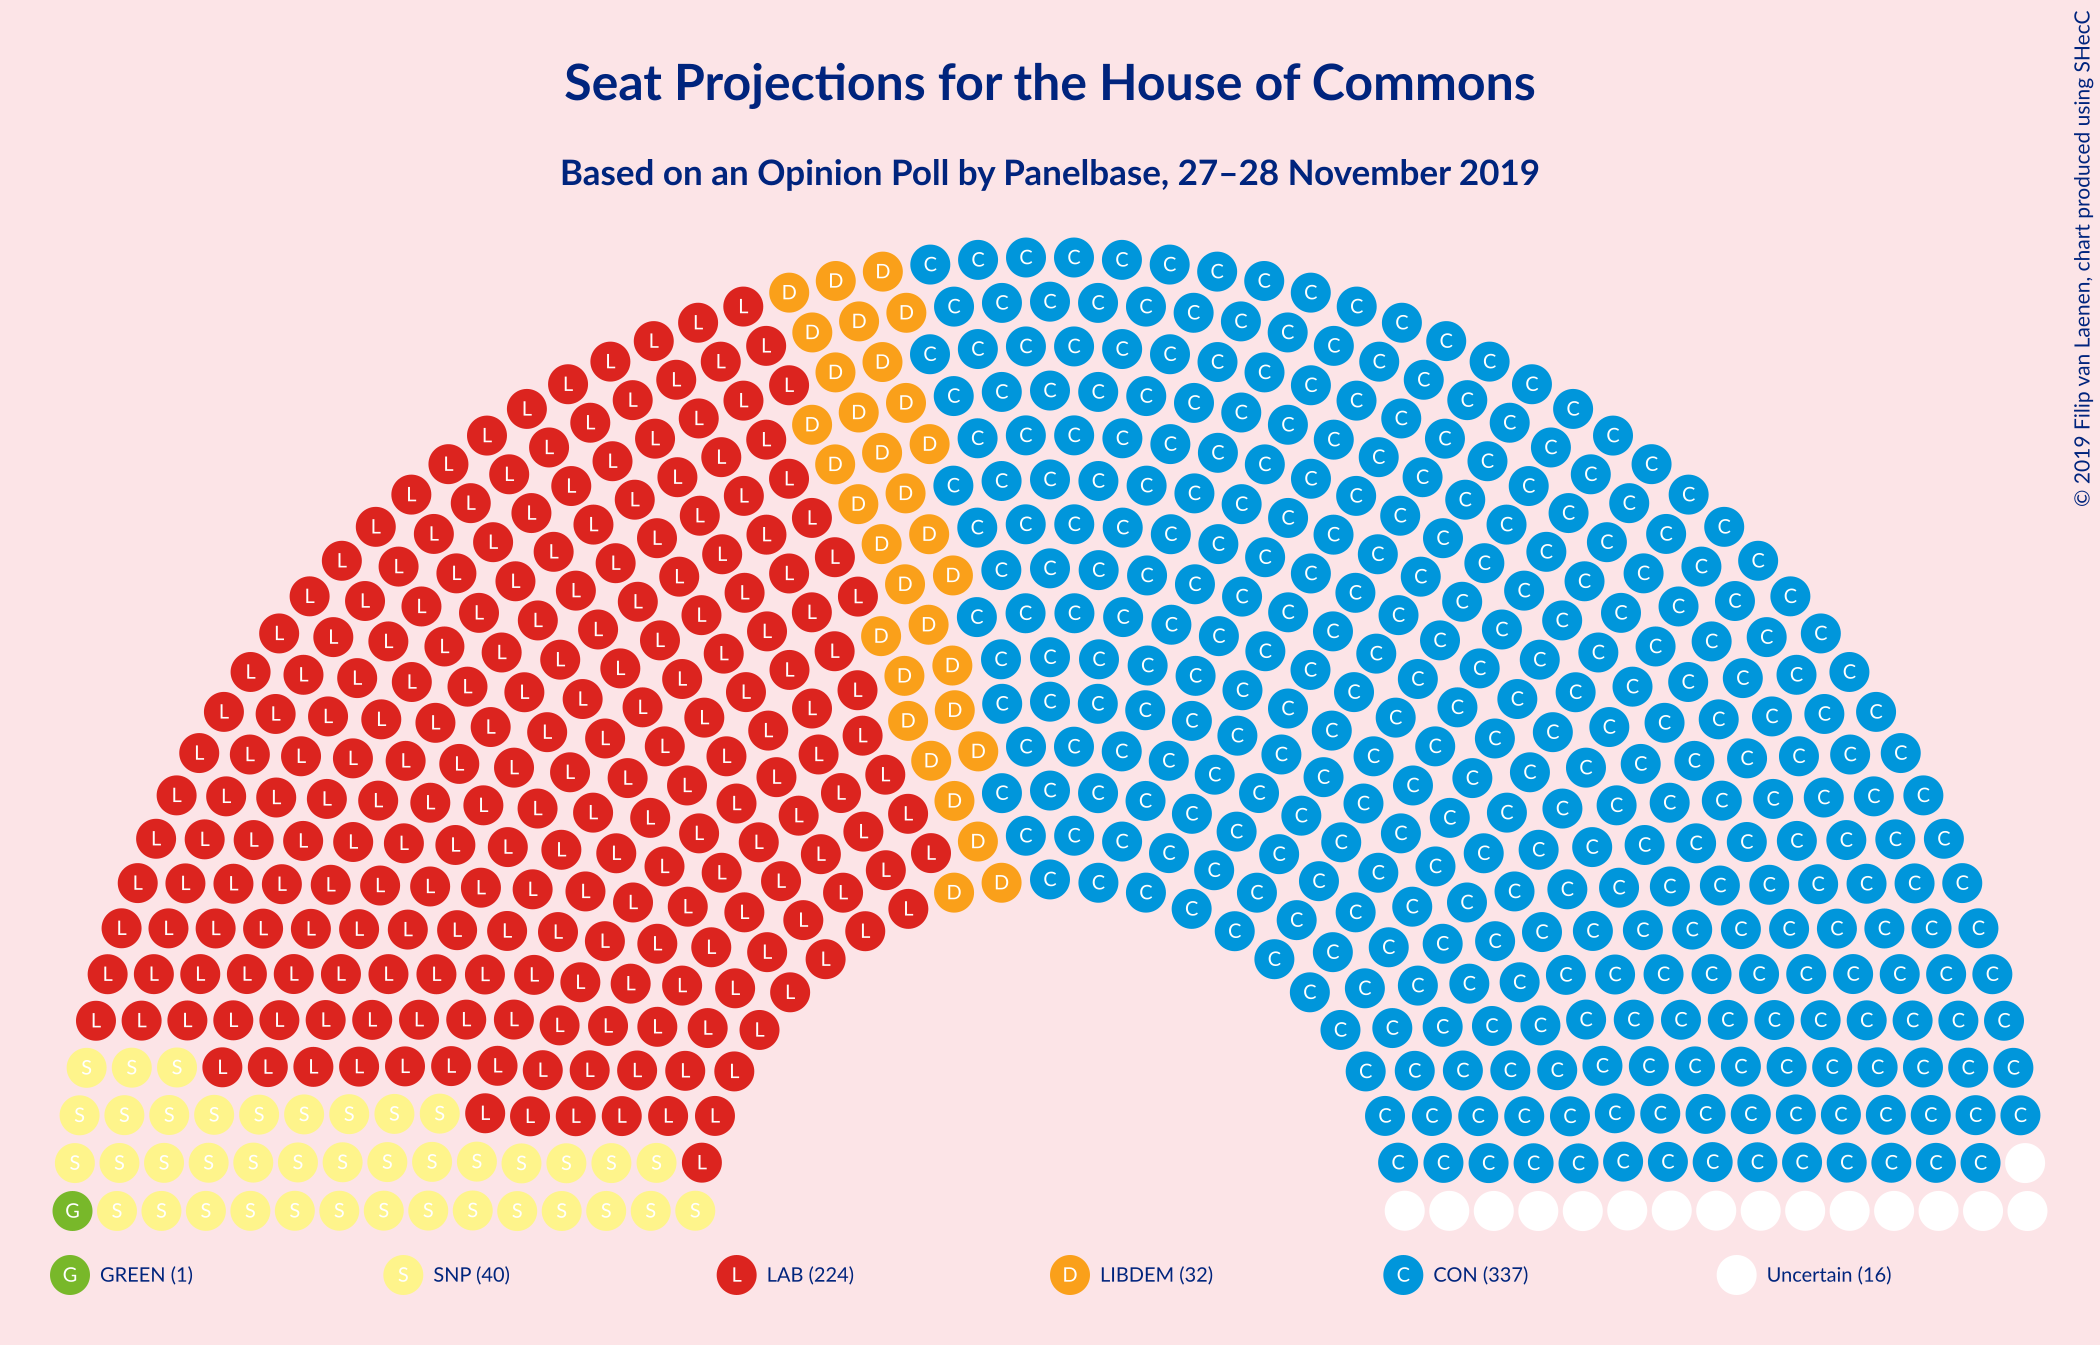 Seat Projections for the House of Commons
Based on an Opinion Poll by Panelbase, 27–28 November 2019
© 2019 Filip van Laenen, chart produced using SHecC
G GREEN (1)
S SNP (40)
L LAB (224)
D LIBDEM (32)
C CON (337)
Uncertain (16)